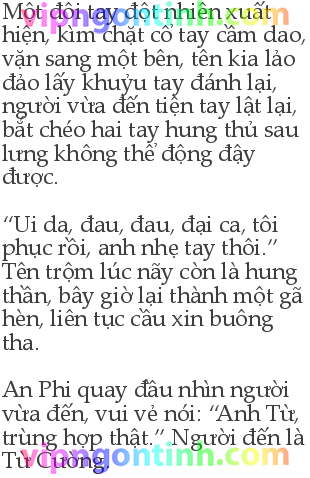 vipngontinh.com
Một đôi tay đột nhiên xuất
hiện, kìm chặt cổ tay cầm dao,
vặn sang một bên, tên kia lảo
đảo lấy khuỷu tay đánh lại,
người vừa đến tiện tay lật lại,
bắt chéo hai tay hung thủ sau
lưng không thể động đậy
được.
“Ui da, đau, đau, đại ca, tôi
phục rồi, anh nhẹ tay thôi.”
Tên trộm lúc nãy còn là hung
thần, bây giờ lại thành một gã
hèn, liên tục cầu xin buông
tha.
An Phi quay đầu nhìn người
vừa đến, vui vẻ nói: “Anh Từ,
trùng hợp thật.” Người đến là
Từ Cường.
vipngontinh.com